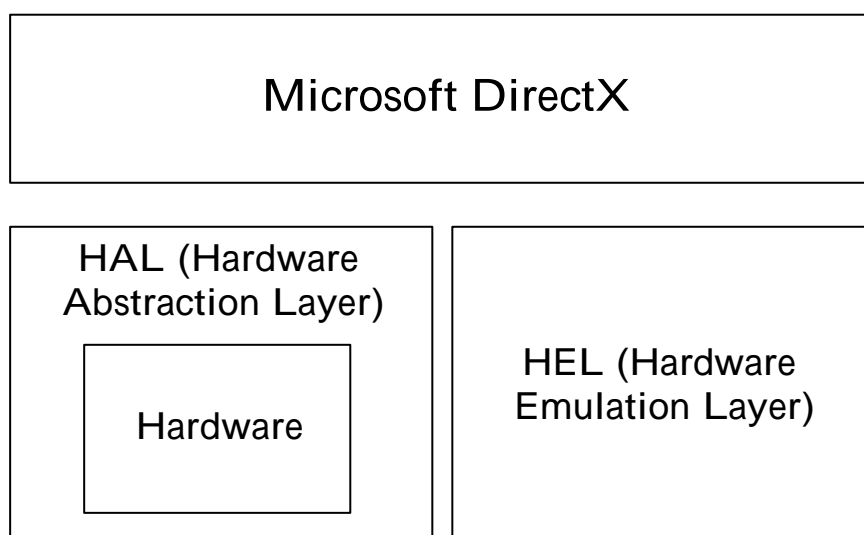 Microsoft DirectX
HAL (Hardware
Abstraction Layer)
Hardware
HEL (Hardware
Emulation Layer)